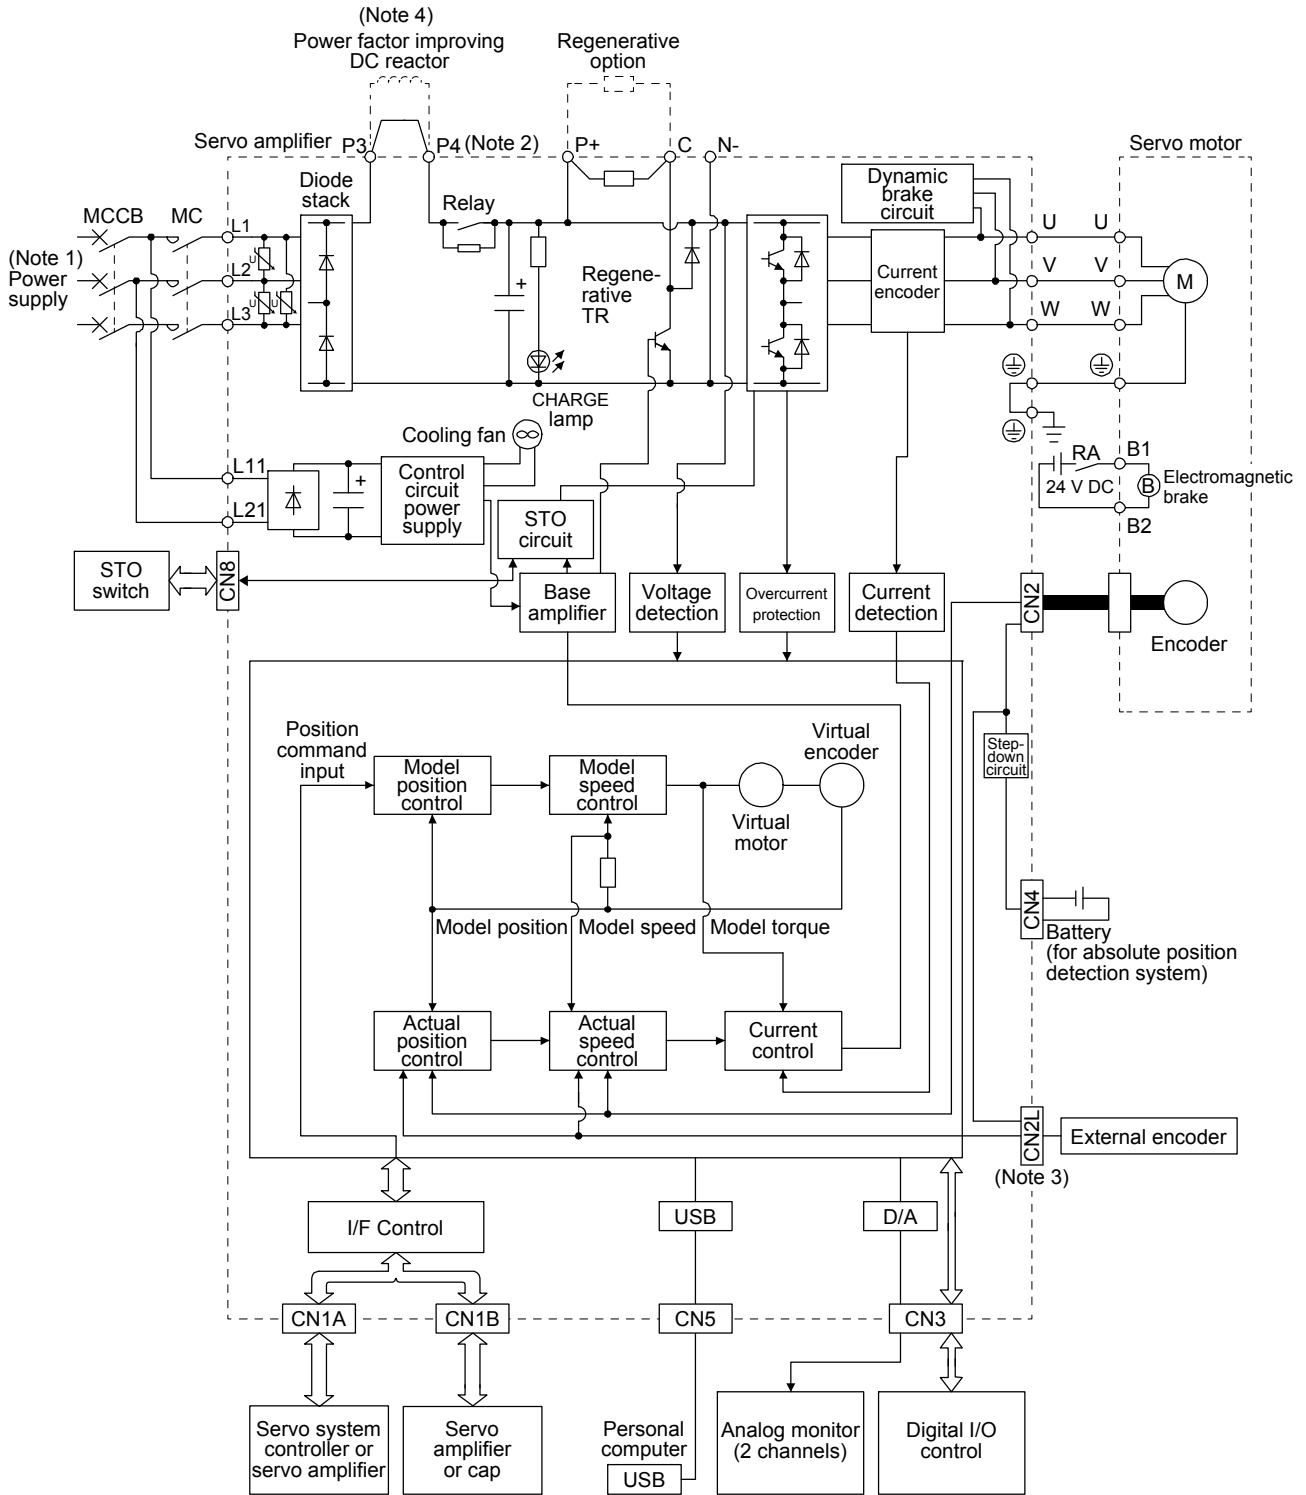 (Note 4)
Power factor improving
DC reactor
Regenerative
option
Servo amplifier
P3
P4 (Note 2)
P+
C
N-
Servo motor
Diode
stack
Dynamic
brake
circuit
MCCB
MC
L1
Relay
U
U
(Note 1)
Power
supply
L2
U
Regene-
rative
TR
+
Current
encoder
V
V
M
L3
U
U
W
W
CHARGE
lamp
Cooling fan
L11
Control
circuit
power
supply
+
RA
B1
24 V DC
B
Electromagnetic
brake
L21
STO
circuit
B2
STO
switch
CN8
Base
amplifier
Voltage
detection
Overcurrent
protection
Current
detection
CN2
Encoder
Position
command
input
Virtual
encoder
Model
position
control
Model
speed
control
Step-
down
circuit
Virtual
motor
CN4
Model position
Model speed
Model torque
Battery
(for absolute position
detection system)
Actual
position
control
Actual
speed
control
Current
control
CN2L
External encoder
(Note 3)
I/F Control
USB
D/A
CN1A
CN1B
CN5
CN3
Servo system
controller or
servo amplifier
Servo
amplifier
or cap
Personal
computer
USB
Analog monitor
(2 channels)
Digital I/O
control